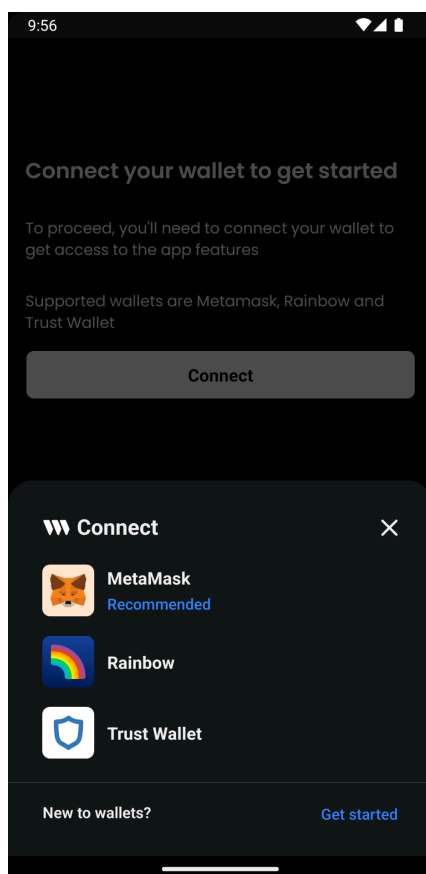 9:56
Connect your wallet to get started
To proceed, you'll need to connect your wallet to
get access to the app features
Supported wallets are Metamask, Rainbow and
Trust Wallet
Connect
Connect
MetaMask
Recommended
Rainbow
Trust Wallet
New to wallets?
Get started